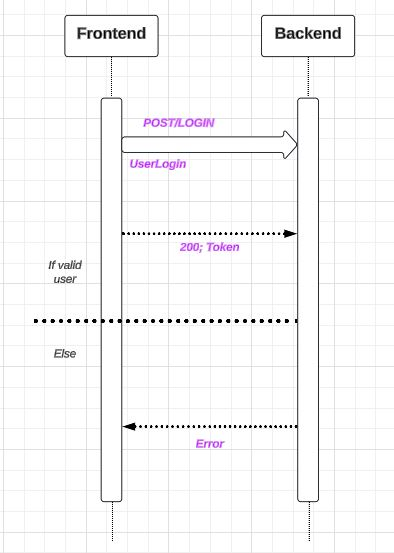 Frontend
Backend
POST/LOGIN
UserLogin
200; Token
If valid
user
Else
Error